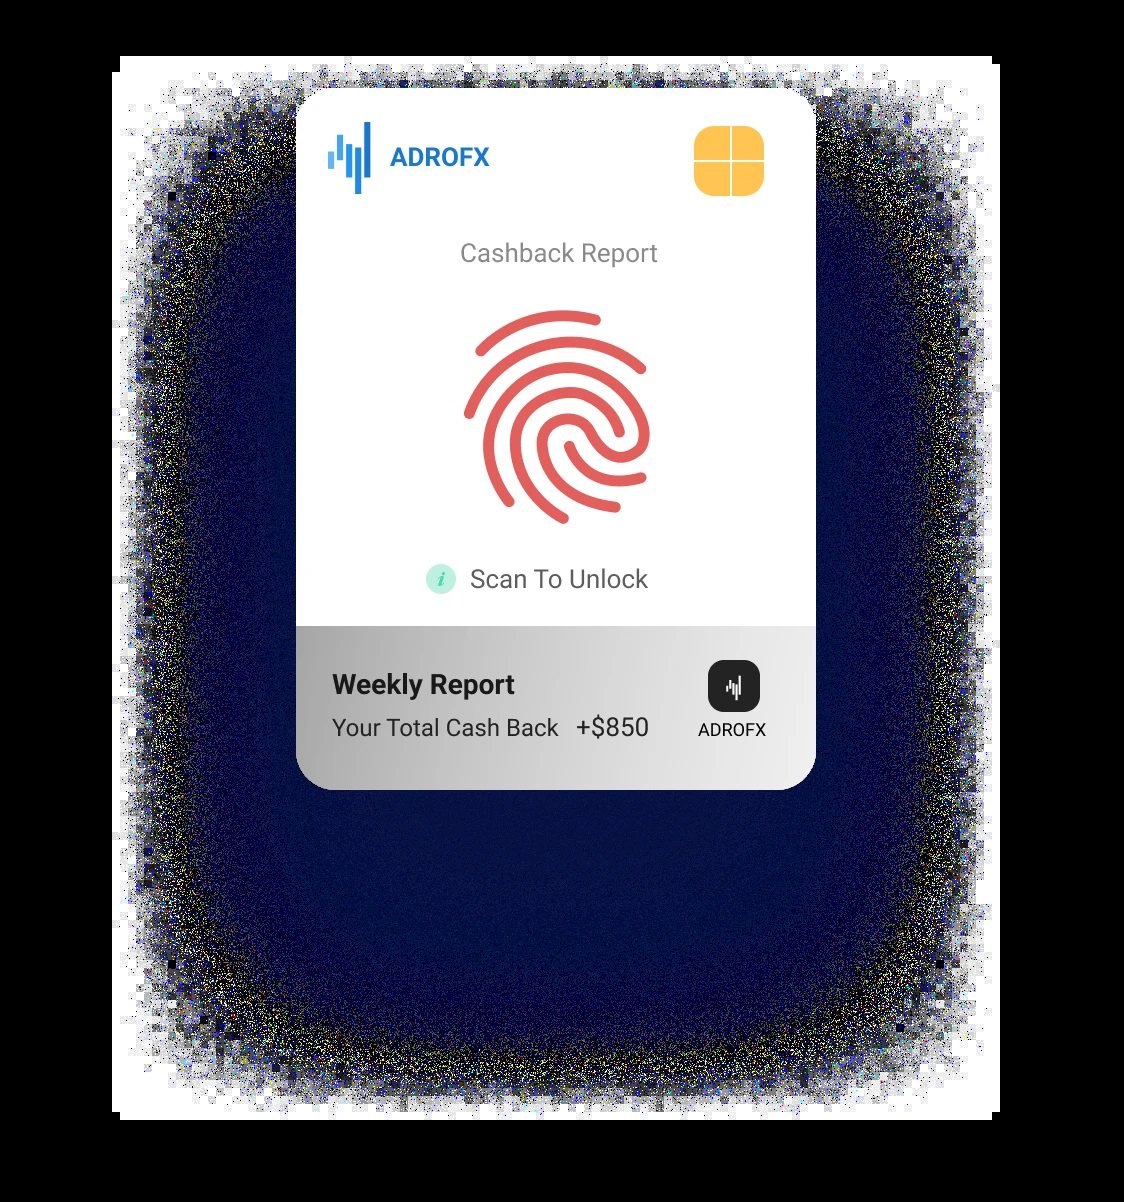 ADROFX
Cashback Report
i Scan To Unlock
Weekly Report
Your Total Cash Back +$850
ADROFX